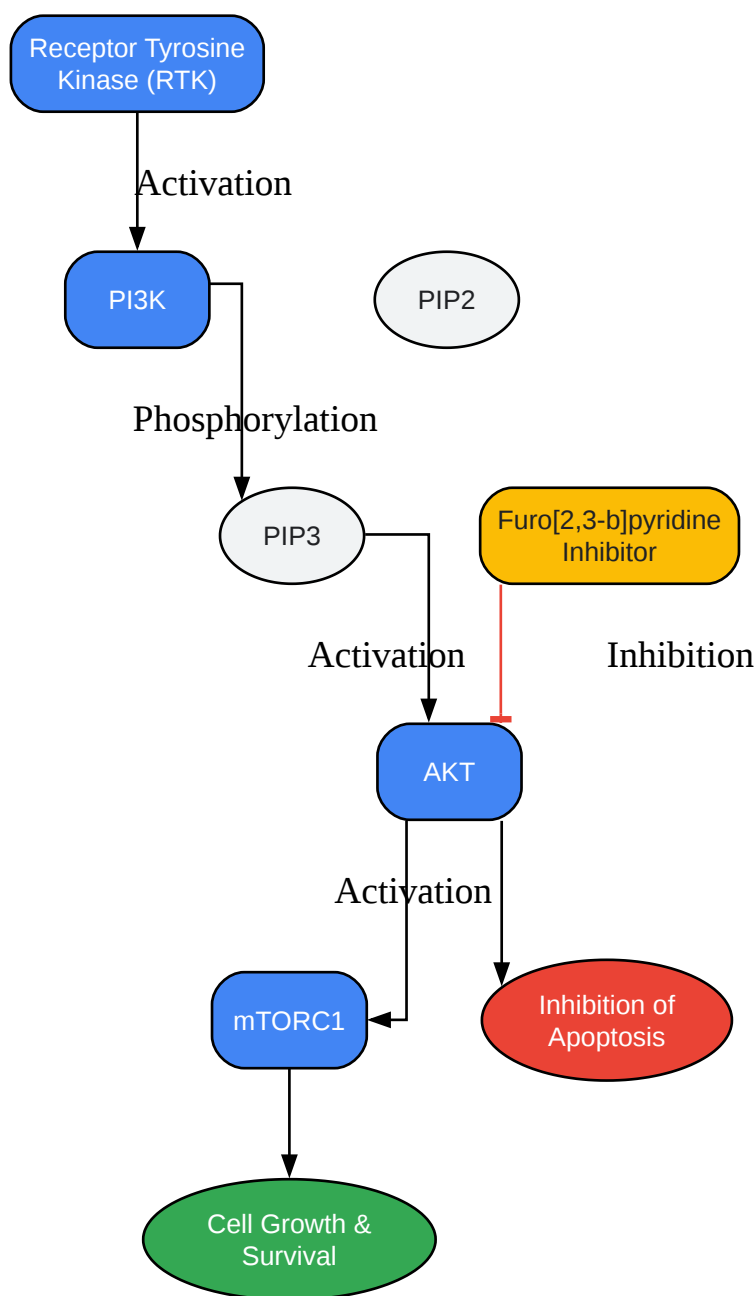 Receptor Tyrosine
Kinase (RTK)
Activation
PI3K
PIP2
Phosphorylation
PIP3
Furo[2,3-b]pyridine
Inhibitor
Activation
Inhibition
AKT
Activation
mTORC1
Inhibition of
Apoptosis
Cell Growth &
Survival